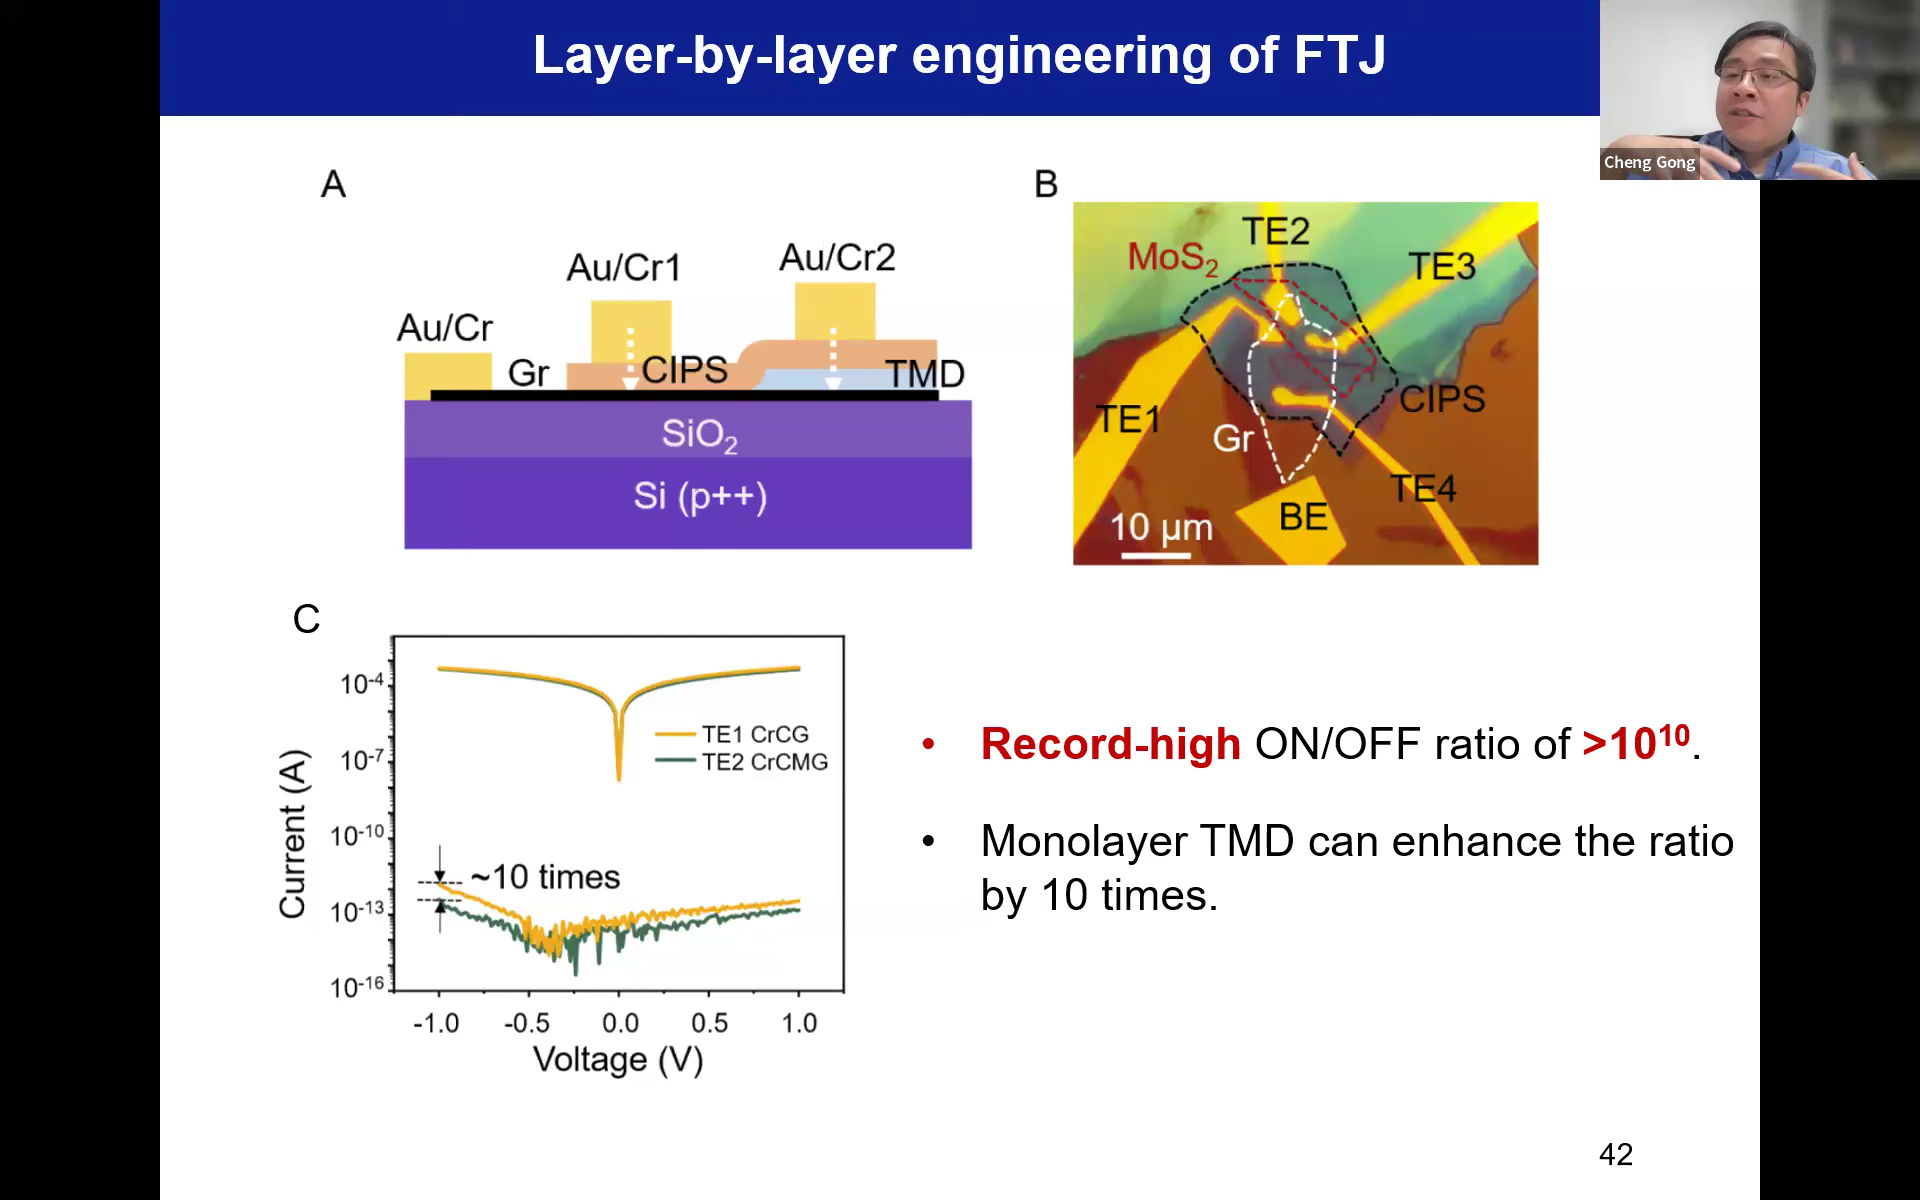 Layer-by-layer engineering of FTJ
Cheng Gong
A
Au/Cr
Au/Cr1
Au/Cr2
Gr
CIPS
TMD
SiO₂
Si (p++)
B
MoS₂
TE2
TE3
TE1
CIPS
Gr
TE4
BE
10 μm
C
Current (A)
10⁻⁴
10⁻⁷
10⁻¹⁰
10⁻¹³
10⁻¹⁶
TE1 CrCG
TE2 CrCMG
~10 times
-1.0 -0.5 0.0 0.5 1.0
Voltage (V)
• Record-high ON/OFF ratio of >10¹⁰.
• Monolayer TMD can enhance the ratio
by 10 times.
42